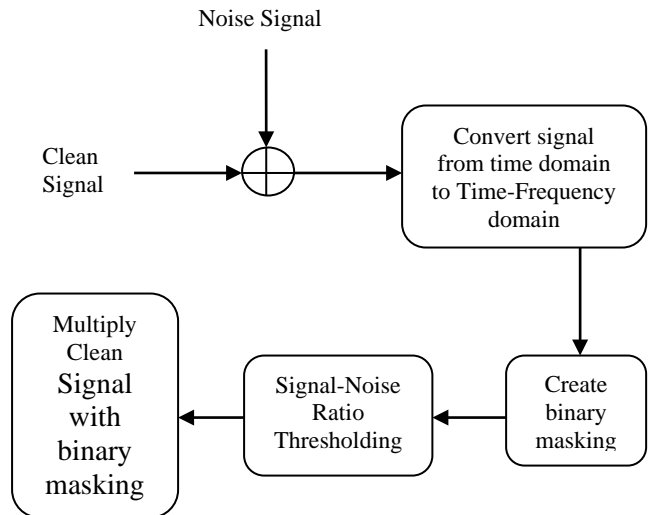 Noise Signal
Clean
Signal
Convert signal
from time domain
to Time-Frequency
domain
Multiply
Clean
Signal
with
binary
masking
Signal-Noise
Ratio
Thresholding
Create
binary
masking